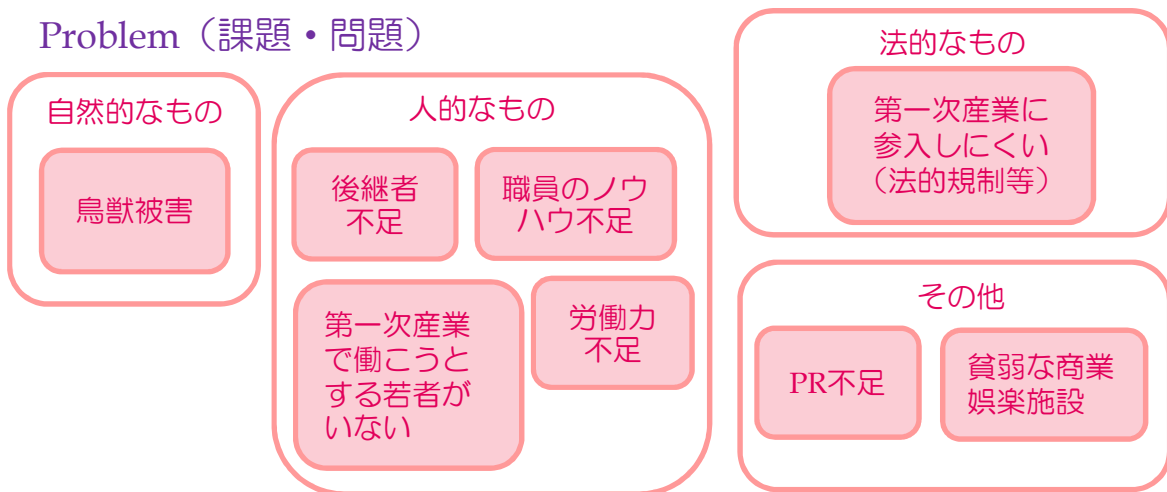 Problem（課題・問題）
自然的なもの
鳥獣被害
人的なもの
後継者
不足
職員のノウ
ハウ不足
第一次産業
で働こうと
する若者が
いない
労働力
不足
法的なもの
第一次産業に
参入しにくい
（法的規制等）
その他
PR不足
貧弱な商業
娯楽施設